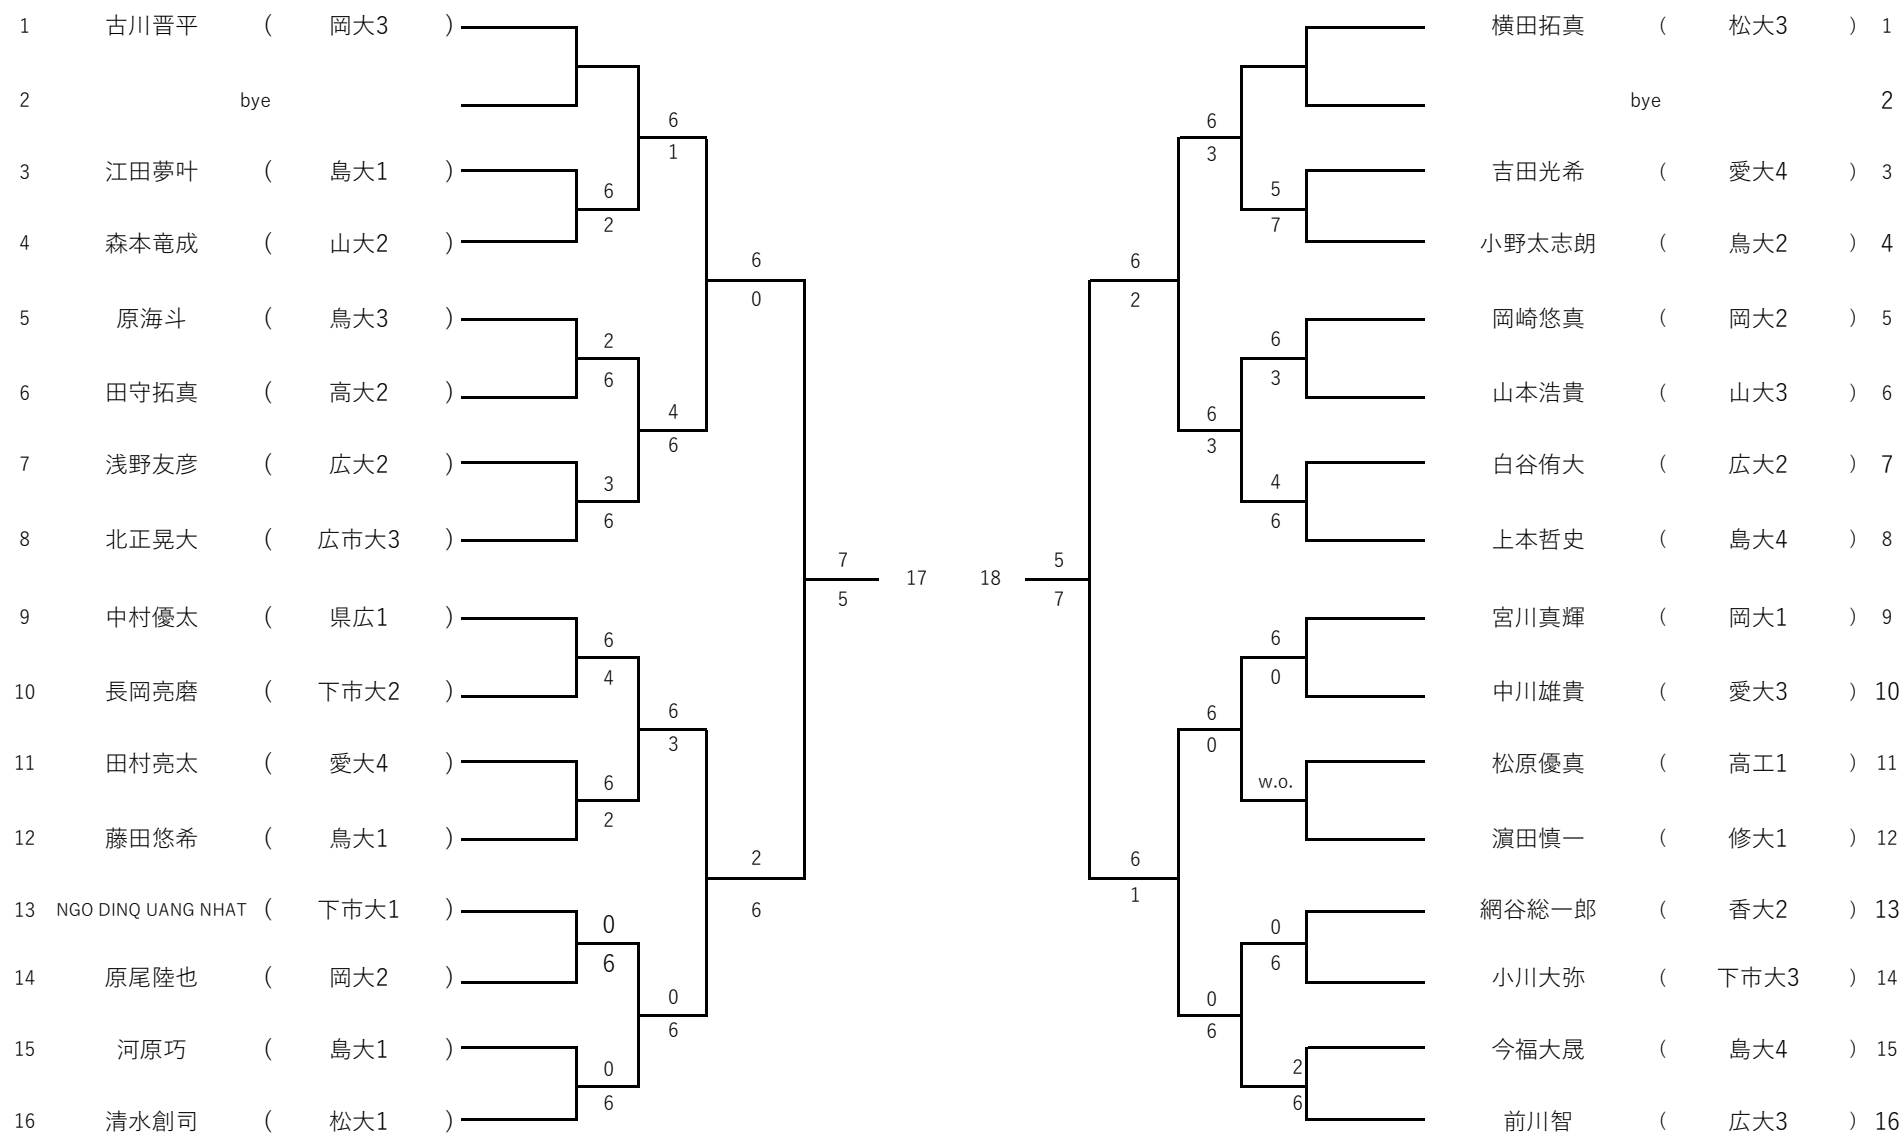 1 古川晋平 ( 岡大3 ) 横田拓真 ( 松大3 ) 1
2 bye bye 2
6 6
1 3
3 江田夢叶 ( 島大1 ) 吉田光希 ( 愛大4 ) 3
6 5
2 7
4 森本竜成 ( 山大2 ) 小野太志朗 ( 鳥大2 ) 4
6 6
0 2
5 原海斗 ( 鳥大3 ) 岡崎悠真 ( 岡大2 ) 5
2 6
6 3
6 田守拓真 ( 高大2 ) 山本浩貴 ( 山大3 ) 6
4 6
6 3
7 浅野友彦 ( 広大2 ) 白谷侑大 ( 広大2 ) 7
3 4
6 6
8 北正晃大 ( 広市大3 ) 上本哲史 ( 島大4 ) 8
7 5
17 18
5 7
9 中村優太 ( 県広1 ) 宮川真輝 ( 岡大1 ) 9
6 6
4 0
10 長岡亮磨 ( 下市大2 ) 中川雄貴 ( 愛大3 ) 10
6 6
3 0
11 田村亮太 ( 愛大4 ) 松原優真 ( 高工1 ) 11
6 w.o.
2
12 藤田悠希 ( 鳥大1 ) 濵田慎一 ( 修大1 ) 12
2 6
6 1
13 NGO DINQ UANG NHAT ( 下市大1 ) 網谷総一郎 ( 香大2 ) 13
0 0
6 6
14 原尾陸也 ( 岡大2 ) 小川大弥 ( 下市大3 ) 14
0 0
6 6
15 河原巧 ( 島大1 ) 今福大晟 ( 島大4 ) 15
0 2
6 6
16 清水創司 ( 松大1 ) 前川智 ( 広大3 ) 16